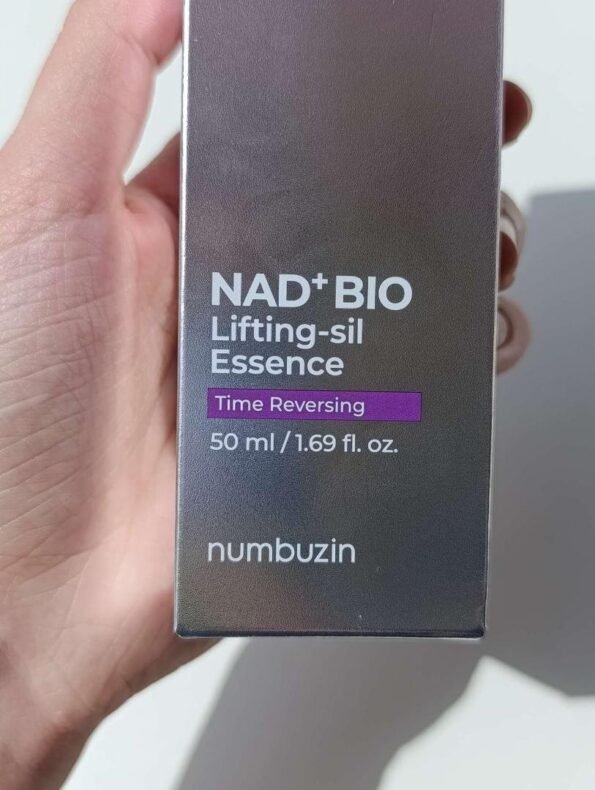 NAD⁺ BIO
Lifting-sil
Essence
Time Reversing
50 ml / 1.69 fl. oz.
numbuzin